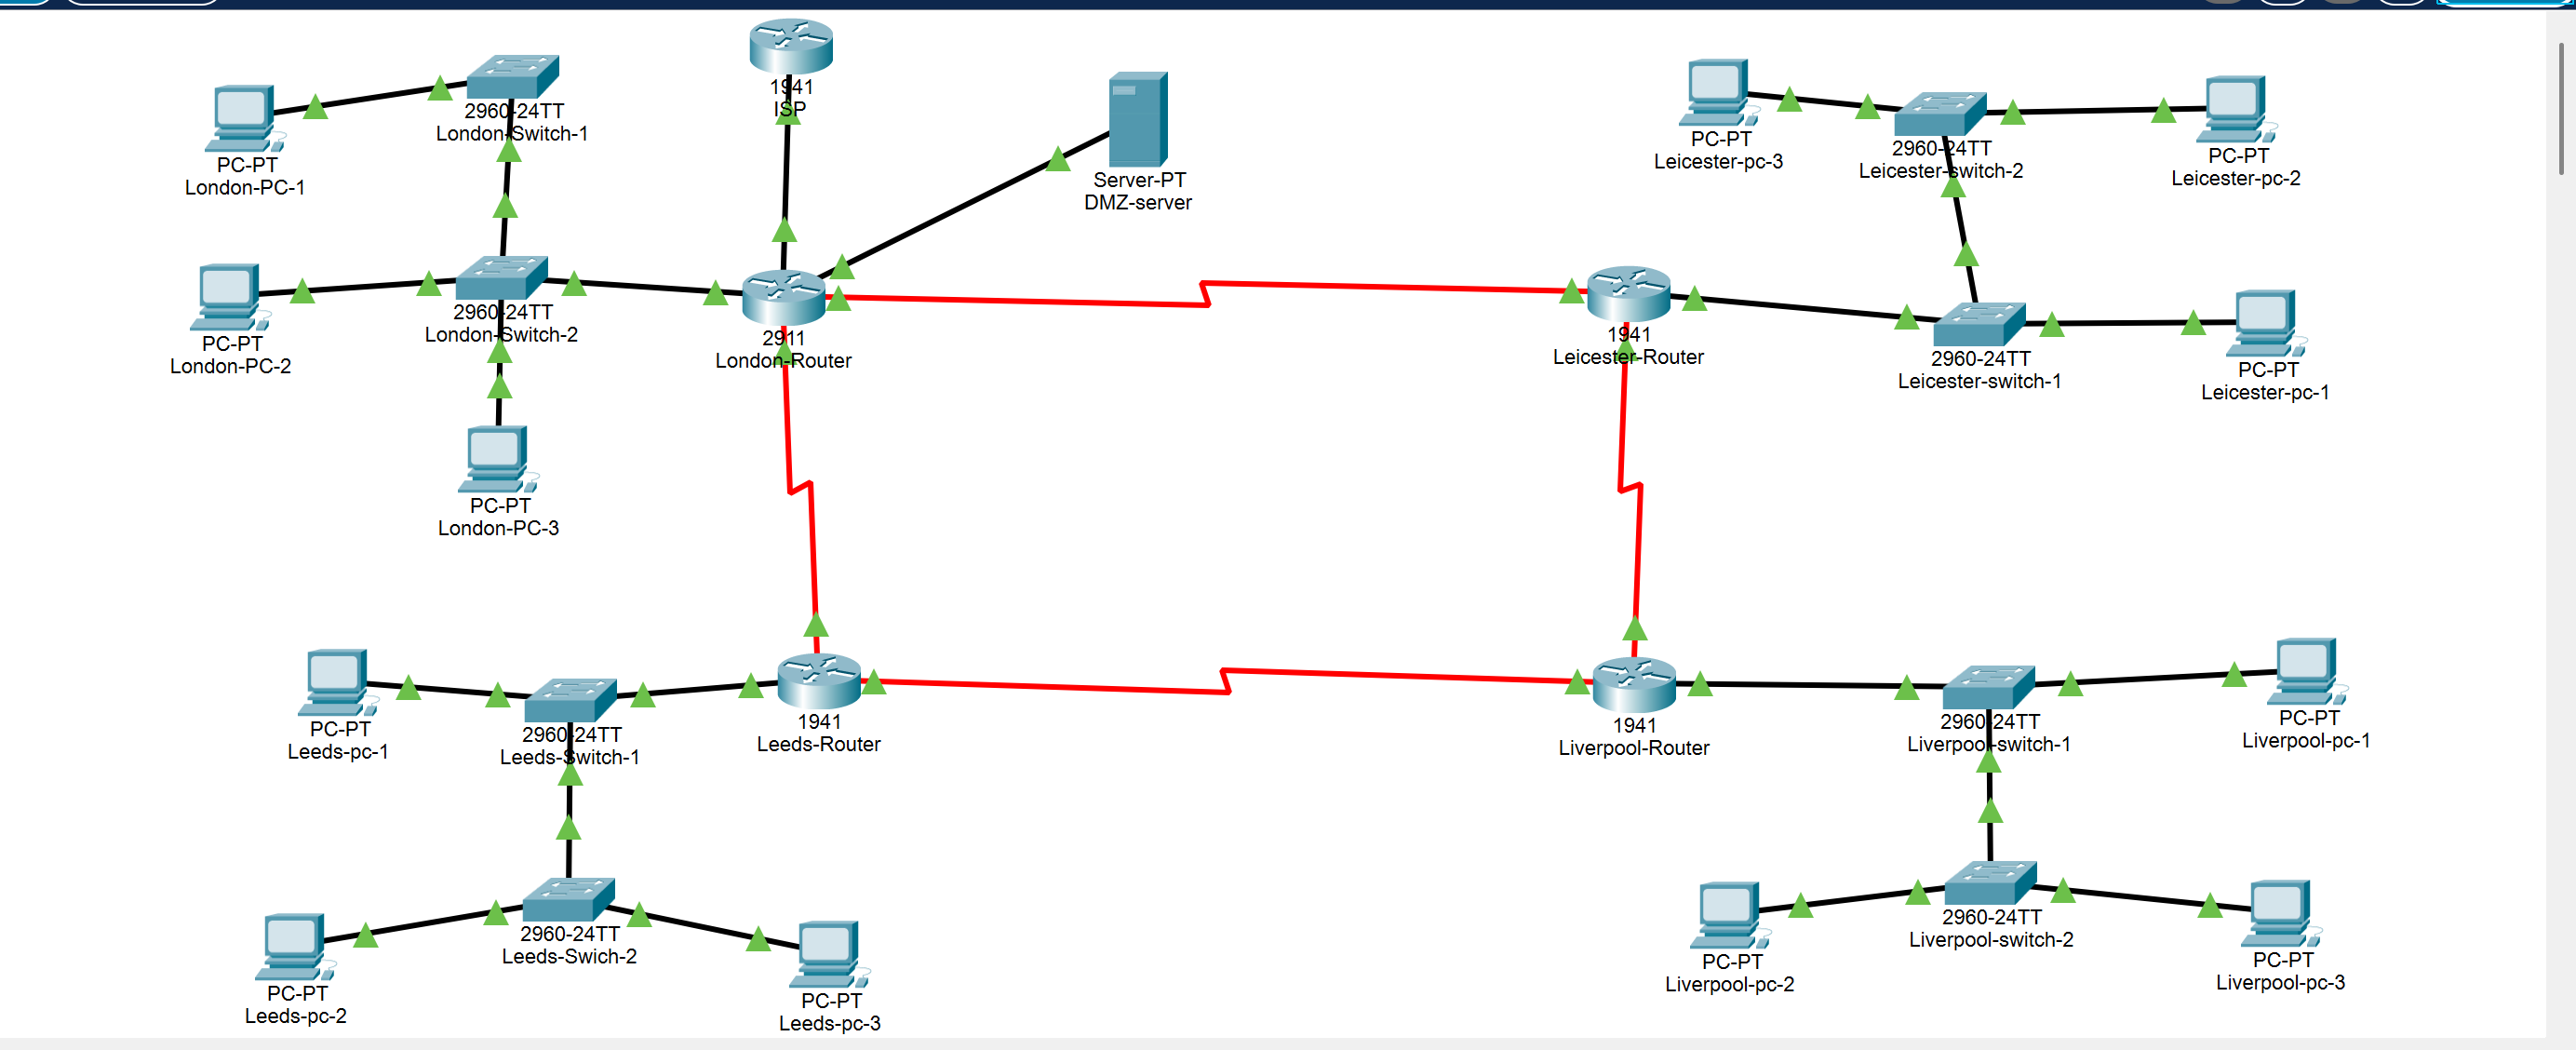 1941
ISP
2960-24TT
London-Switch-1
PC-PT
London-PC-1
Server-PT
DMZ-server
PC-PT
Leicester-pc-3
2960-24TT
Leicester-switch-2
PC-PT
Leicester-pc-2
2960-24TT
London-Switch-2
PC-PT
London-PC-2
2911
London-Router
1941
Leicester-Router
2960-24TT
Leicester-switch-1
PC-PT
Leicester-pc-1
PC-PT
London-PC-3
PC-PT
Leeds-pc-1
2960-24TT
Leeds-Switch-1
1941
Leeds-Router
1941
Liverpool-Router
2960-24TT
Liverpool-switch-1
PC-PT
Liverpool-pc-1
2960-24TT
Leeds-Swich-2
PC-PT
Leeds-pc-2
PC-PT
Leeds-pc-3
2960-24TT
Liverpool-switch-2
PC-PT
Liverpool-pc-2
PC-PT
Liverpool-pc-3